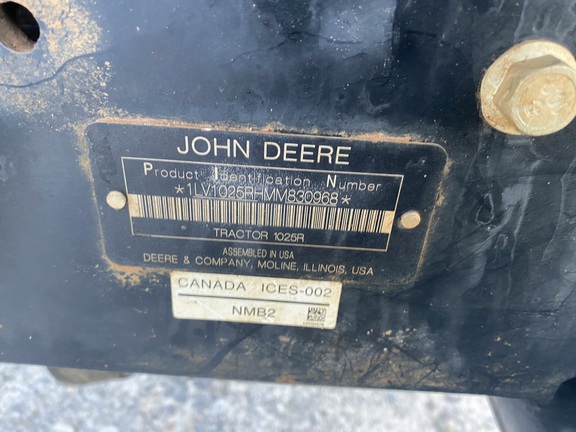 JOHN DEERE
Product Identification Number
*1LV1025RHMM830968*
TRACTOR 1025R
ASSEMBLED IN USA
DEERE & COMPANY, MOLINE, ILLINOIS, USA
CANADA ICES-002
NMB2